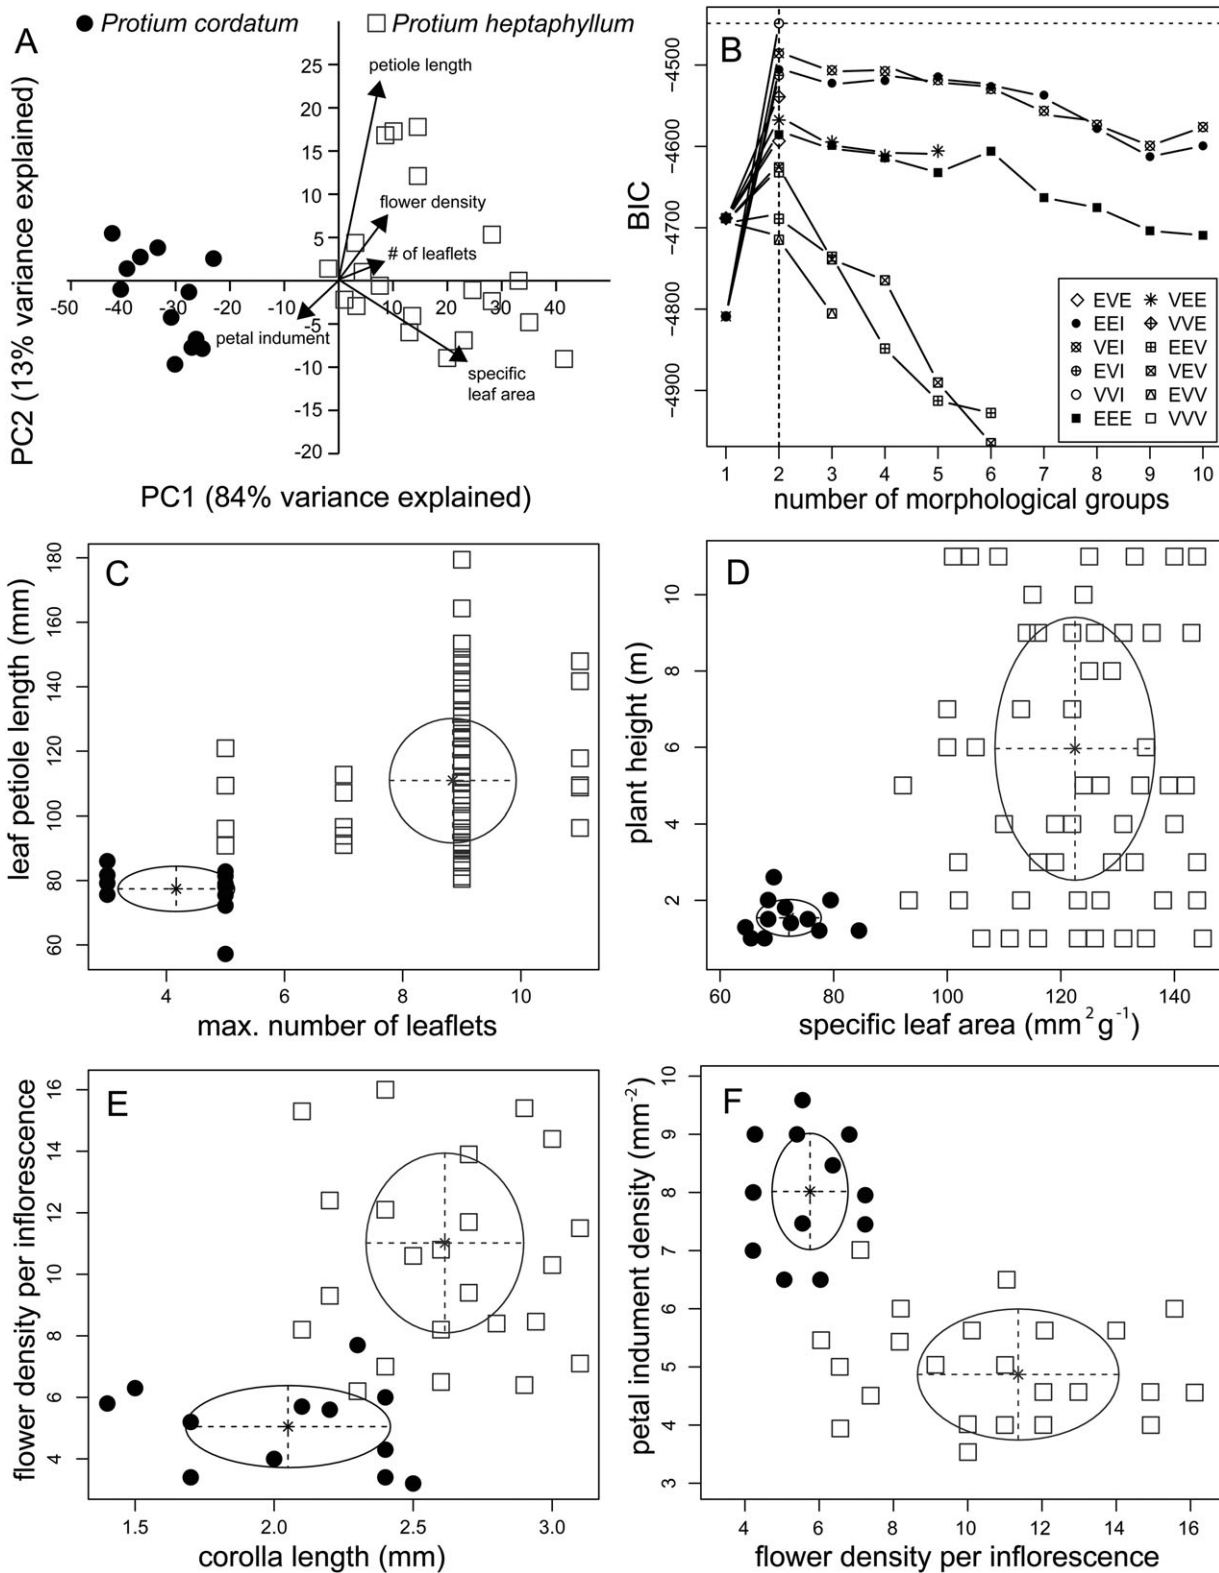 A
Protium cordatum
Protium heptaphyllum
PC2 (13% variance explained)
25
20
15
10
5
-5
-10
-15
-20
-50
-40
-30
-20
-10
10
20
30
40
petiole length
flower density
# of leaflets
petal indument
specific
leaf area
PC1 (84% variance explained)
B
BIC
-4500
-4600
-4700
-4800
-4900
EVE
EEI
VEI
EVI
VVI
EEE
VEE
VVE
EEV
VEV
EVV
VVV
1 2 3 4 5 6 7 8 9 10
number of morphological groups
C
leaf petiole length (mm)
180
160
140
120
100
80
60
4 6 8 10
max. number of leaflets
D
plant height (m)
10
8
6
4
2
60 80 100 120 140
specific leaf area (mm2 g-1)
E
flower density per inflorescence
16
14
12
10
8
6
4
1.5 2.0 2.5 3.0
corolla length (mm)
F
petal indument density (mm-2)
10
9
8
7
6
5
4
3
4 6 8 10 12 14 16
flower density per inflorescence